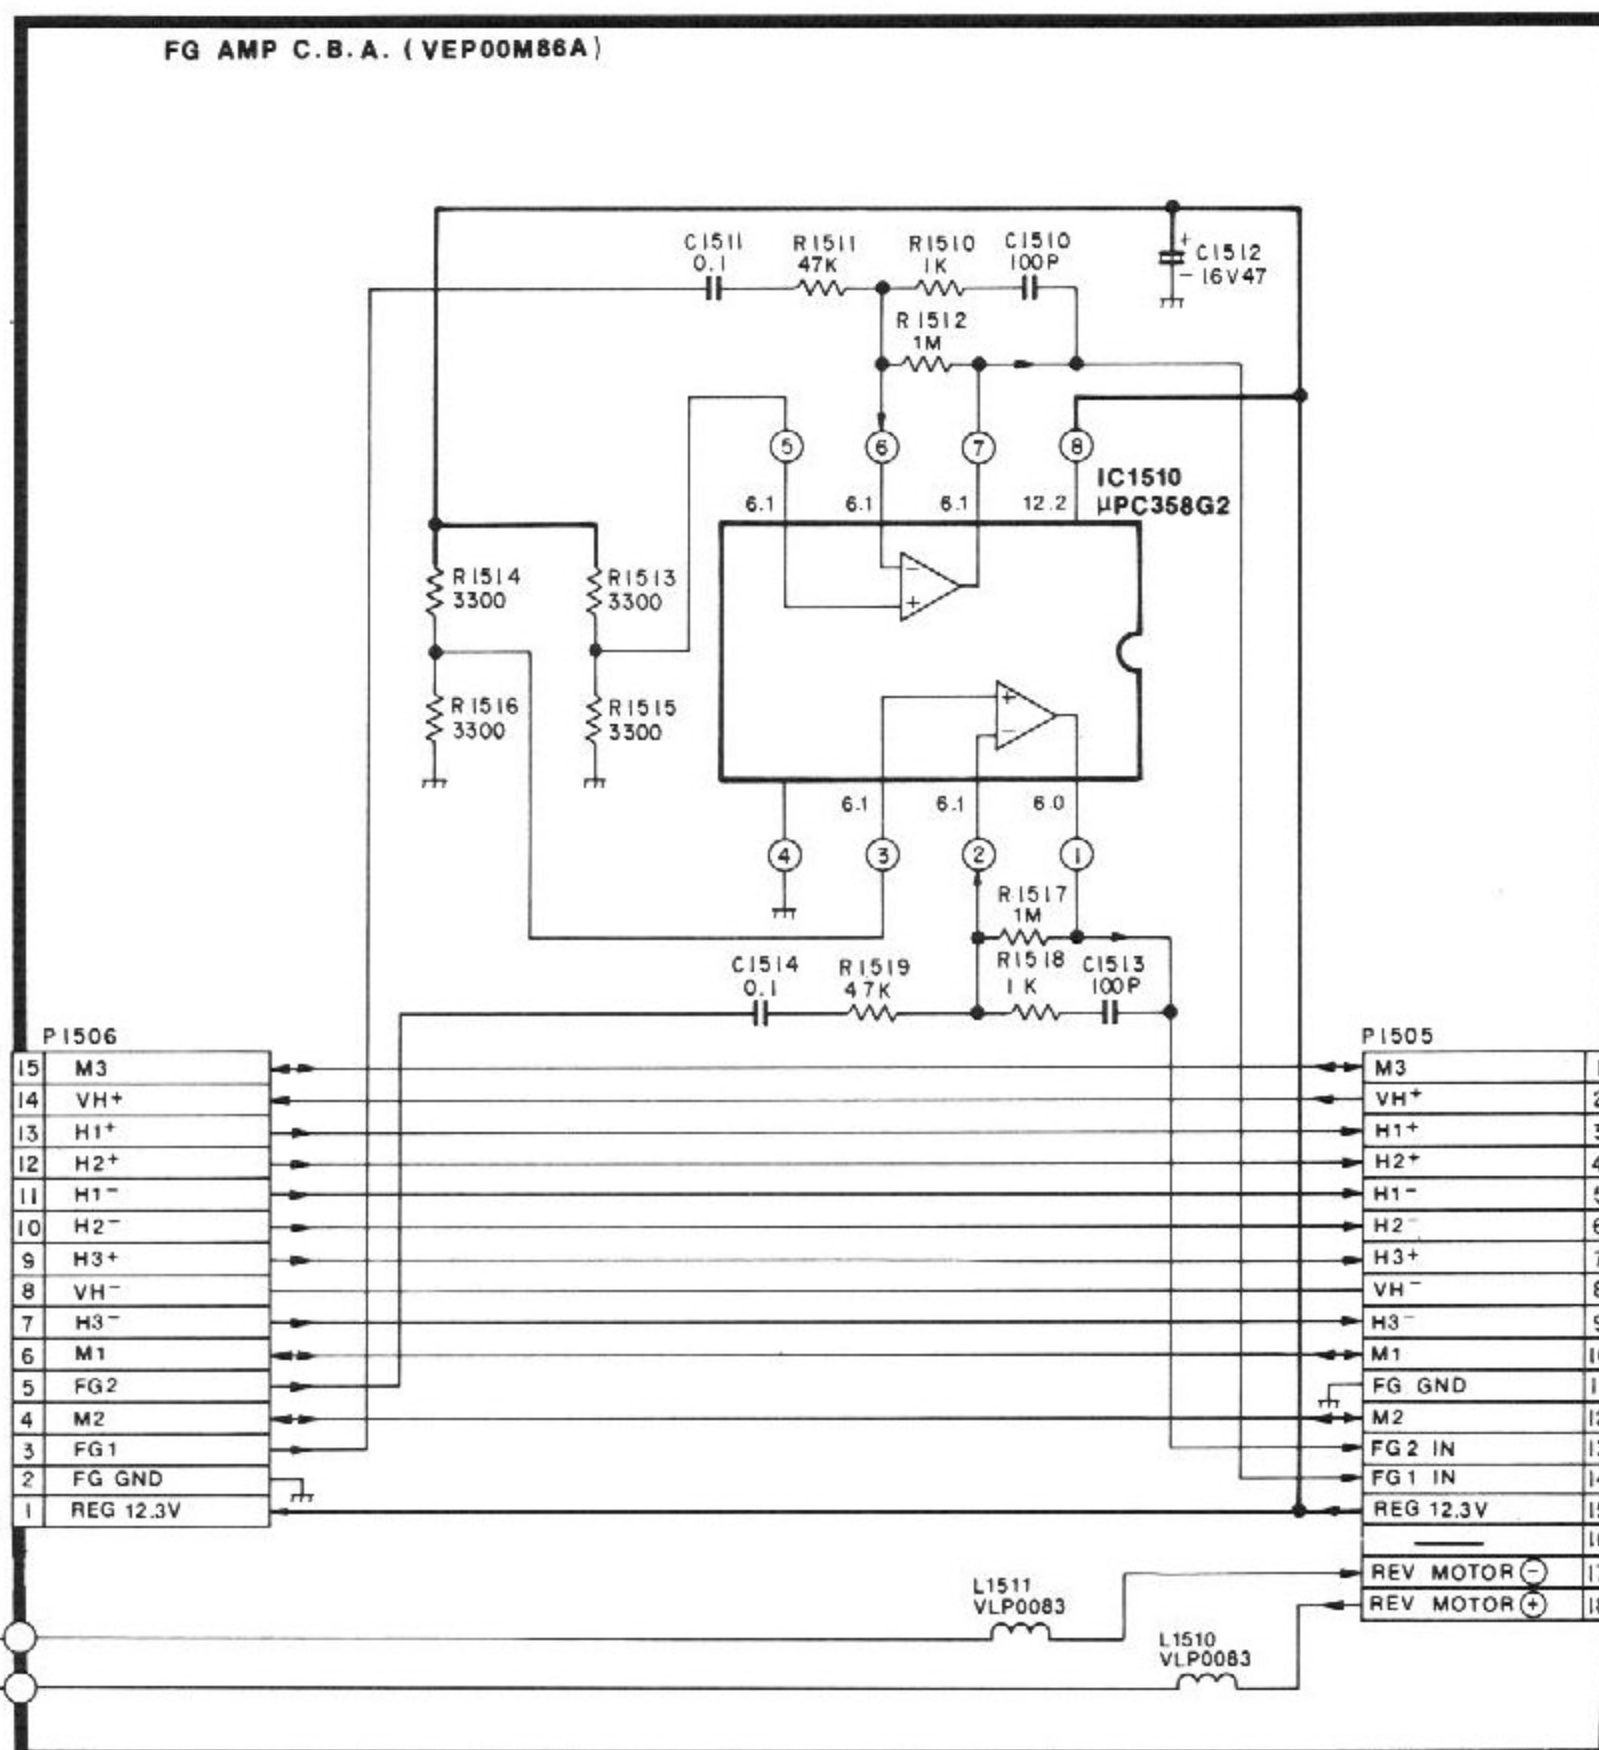 FG AMP C.B.A. (VEP00M86A)
C1511
0.1
R1511
47K
R1510
1K
C1510
100P
+
C1512
- 16V47
R1512
1M
5
6
7
8
IC1510
µPC358G2
6.1
6.1
6.1
12.2
R1514
3300
R1513
3300
-
+
R1516
3300
R1515
3300
+
-
6.1
6.1
6.0
4
3
2
1
R1517
1M
C1514
0.1
R1519
47K
R1518
1K
C1513
100P
P1506
15 M3
14 VH+
13 H1+
12 H2+
11 H1-
10 H2-
9 H3+
8 VH-
7 H3-
6 M1
5 FG2
4 M2
3 FG1
2 FG GND
1 REG 12.3V
P1505
M3
VH+
H1+
H2+
H1-
H2-
H3+
VH-
H3-
M1
FG GND
M2
FG2 IN
FG1 IN
REG 12.3V
REV MOTOR -
REV MOTOR +
L1511
VLP0083
L1510
VLP0083